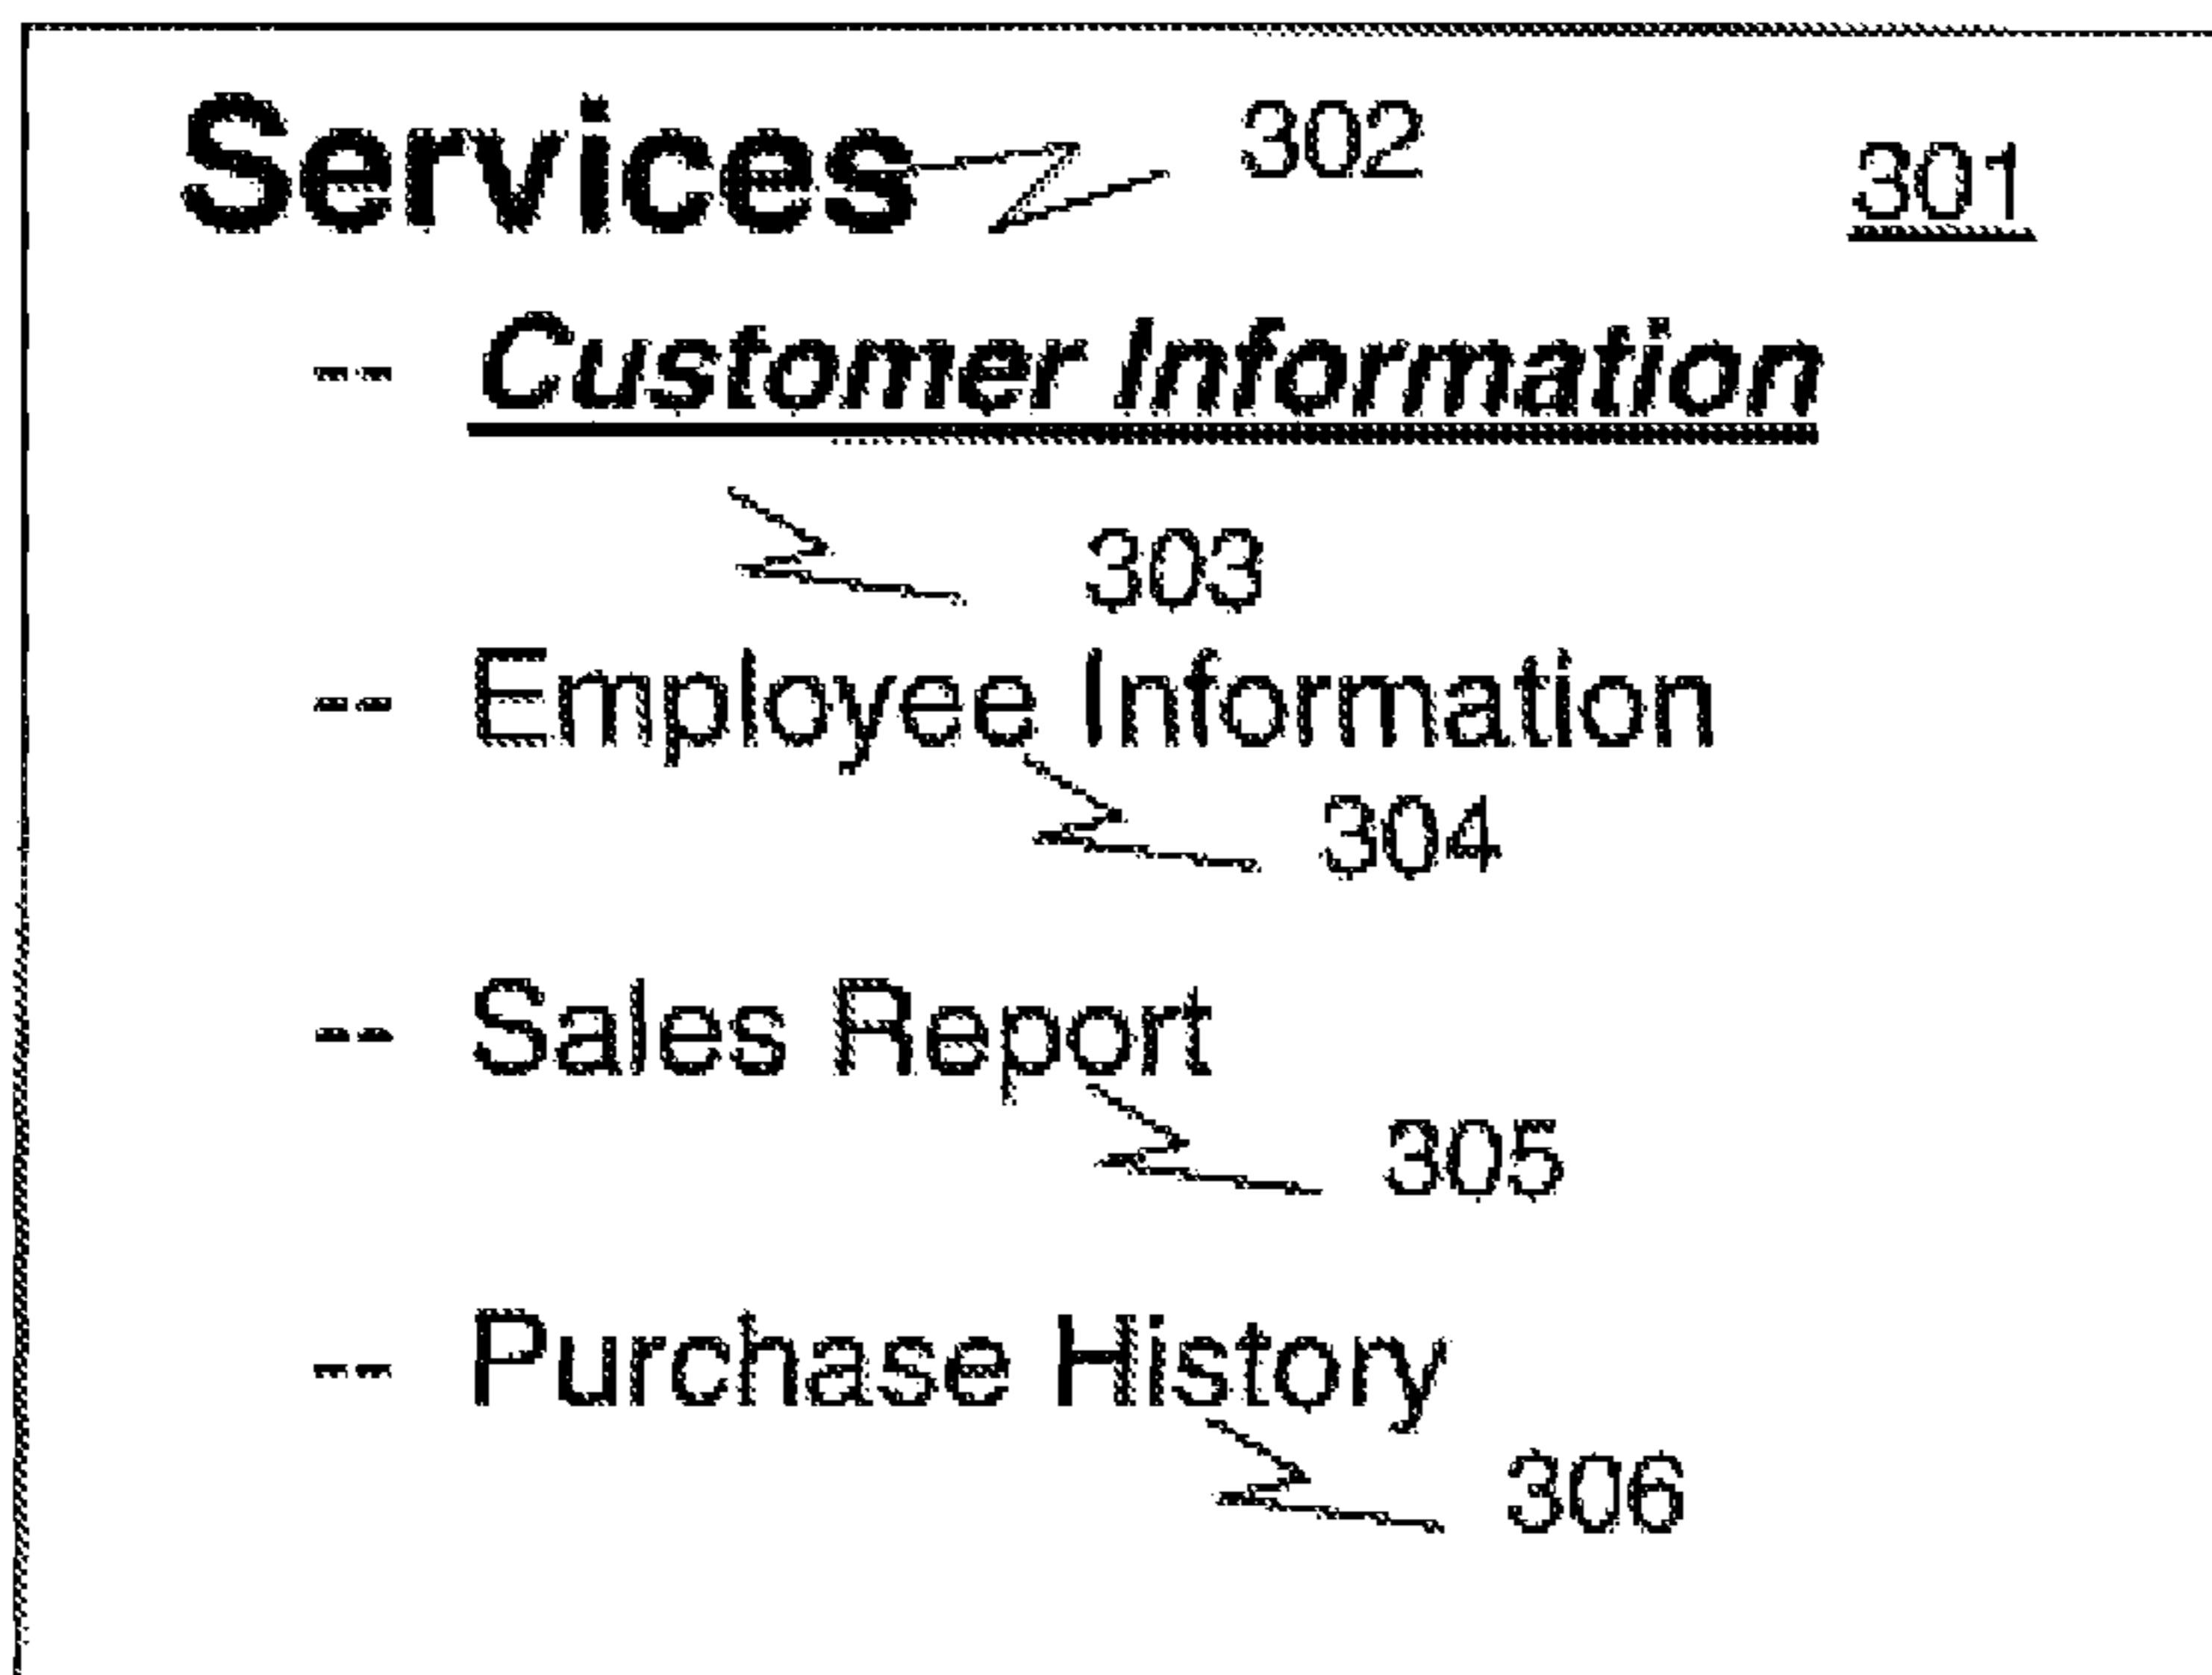 Services 302 301
-- Customer Information
303
-- Employee Information
304
-- Sales Report
305
-- Purchase History
306